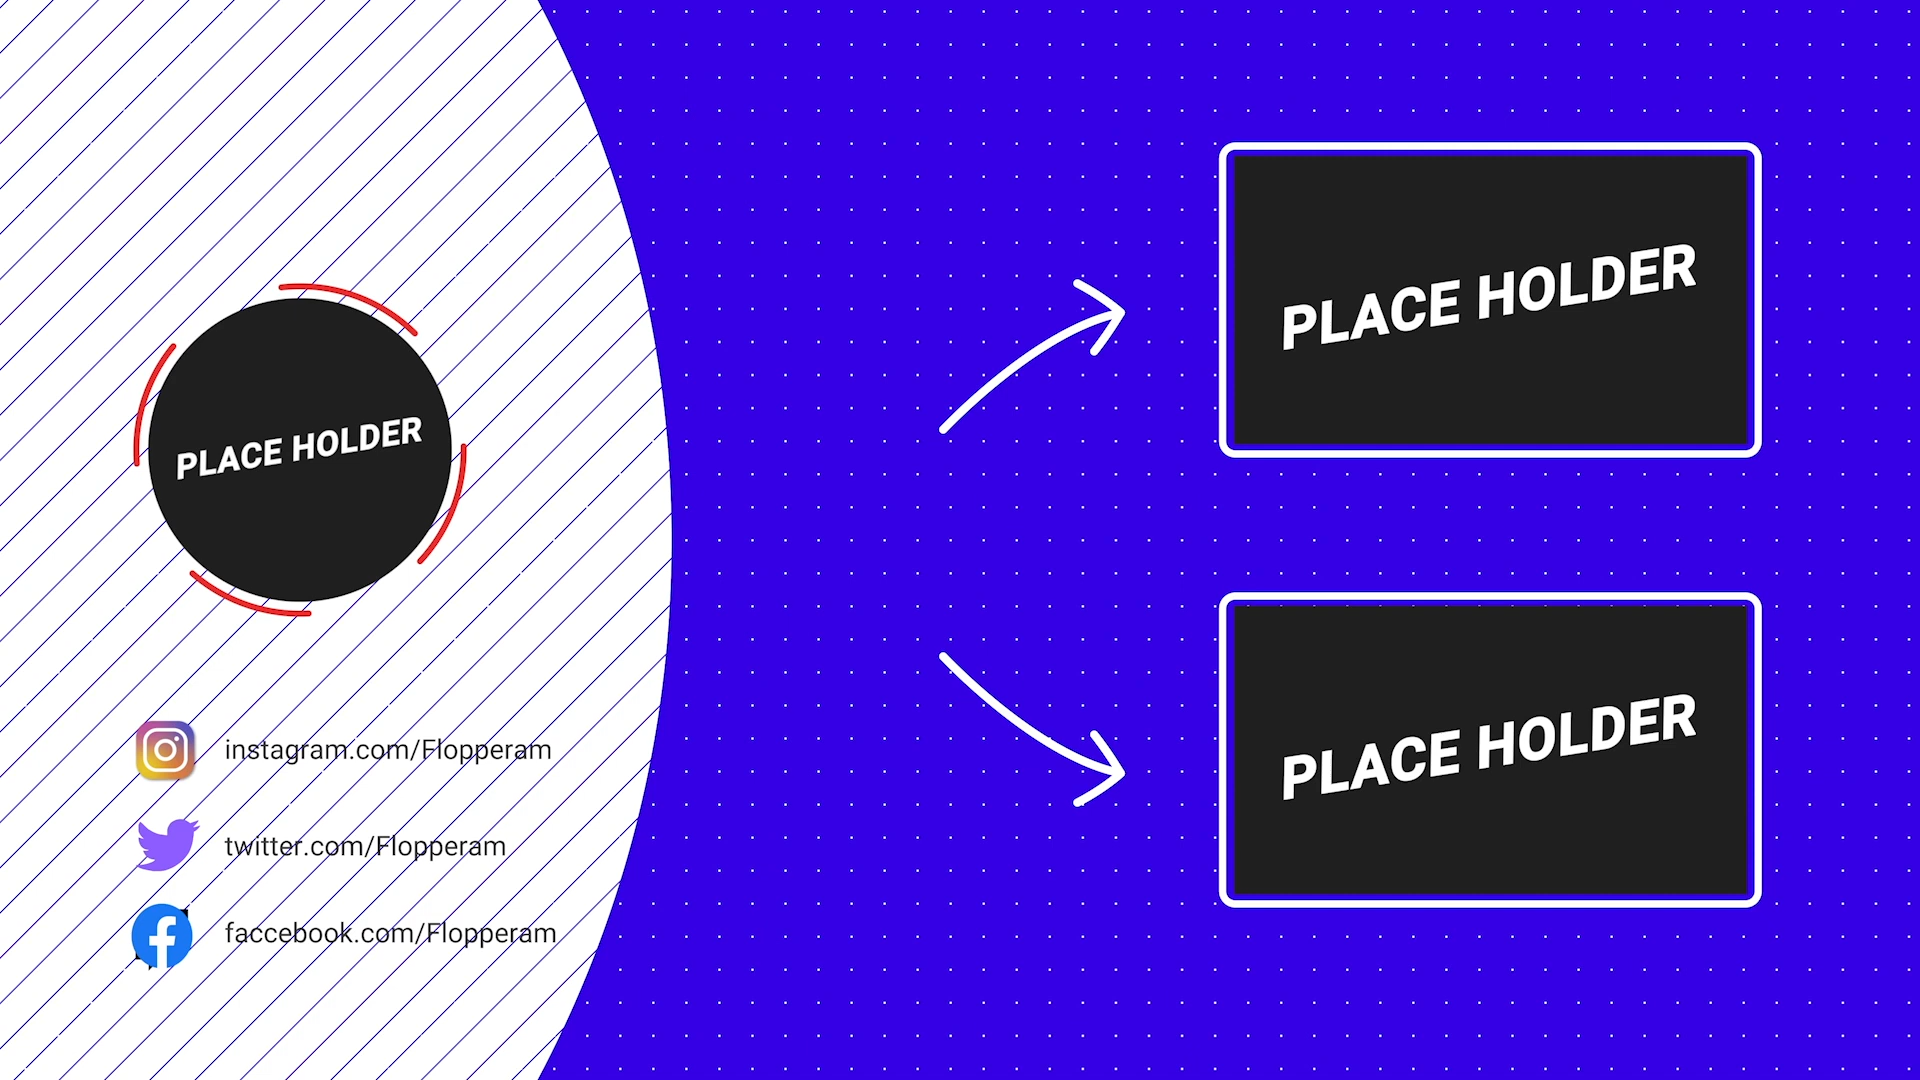 PLACE HOLDER
instagram.com/Flopperam
twitter.com/Flopperam
faccebook.com/Flopperam
PLACE HOLDER
PLACE HOLDER